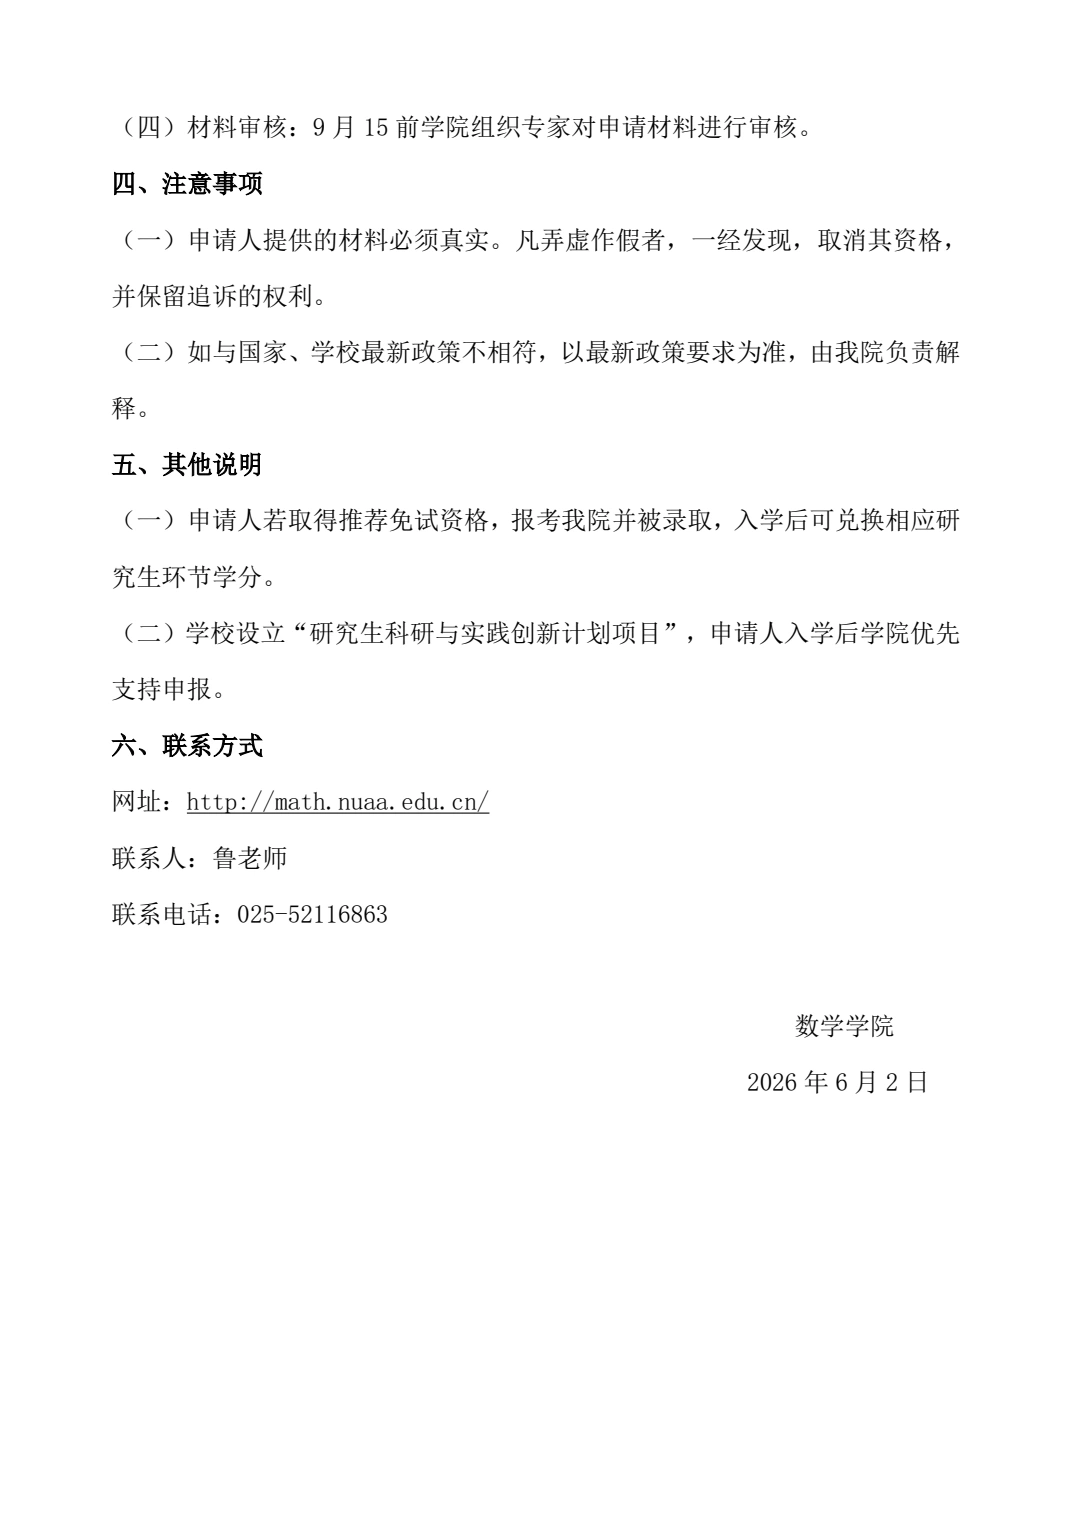 （四）材料审核：9 月 15 前学院组织专家对申请材料进行审核。
四、注意事项
（一）申请人提供的材料必须真实。凡弄虚作假者，一经发现，取消其资格，
并保留追诉的权利。
（二）如与国家、学校最新政策不相符，以最新政策要求为准，由我院负责解
释。
五、其他说明
（一）申请人若取得推荐免试资格，报考我院并被录取，入学后可兑换相应研
究生环节学分。
（二）学校设立“研究生科研与实践创新计划项目”，申请人入学后学院优先
支持申报。
六、联系方式
网址：http://math.nuaa.edu.cn/
联系人：鲁老师
联系电话：025-52116863
数学学院
2026 年 6 月 2 日